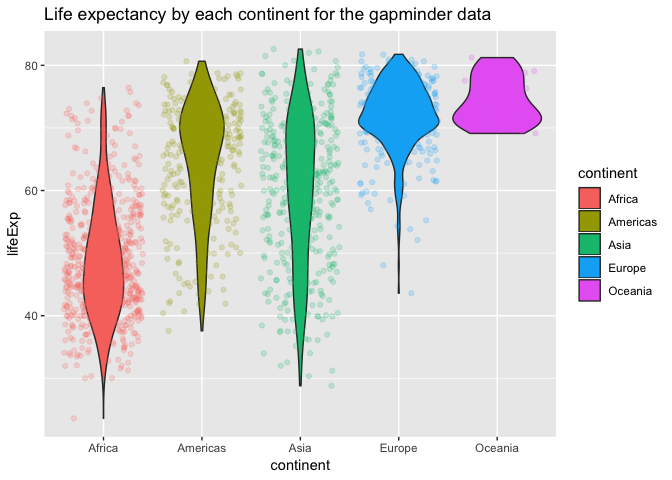 Life expectancy by each continent for the gapminder data
80
60
40
lifeExp
Africa
Americas
Asia
Europe
Oceania
continent
continent
Africa
Americas
Asia
Europe
Oceania